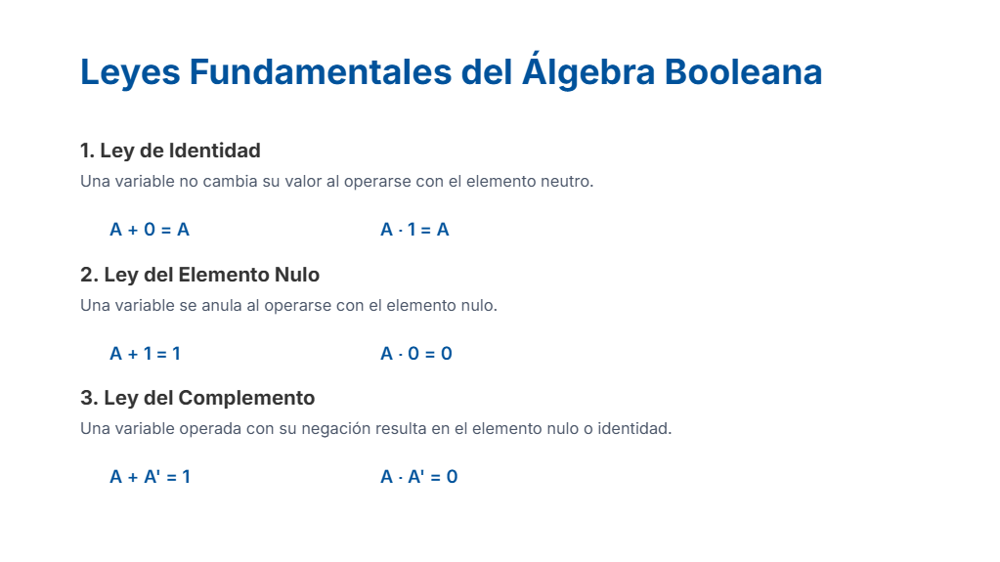 Leyes Fundamentales del Álgebra Booleana
1. Ley de Identidad
Una variable no cambia su valor al operarse con el elemento neutro.
A + 0 = A A · 1 = A
2. Ley del Elemento Nulo
Una variable se anula al operarse con el elemento nulo.
A + 1 = 1 A · 0 = 0
3. Ley del Complemento
Una variable operada con su negación resulta en el elemento nulo o identidad.
A + A' = 1 A · A' = 0